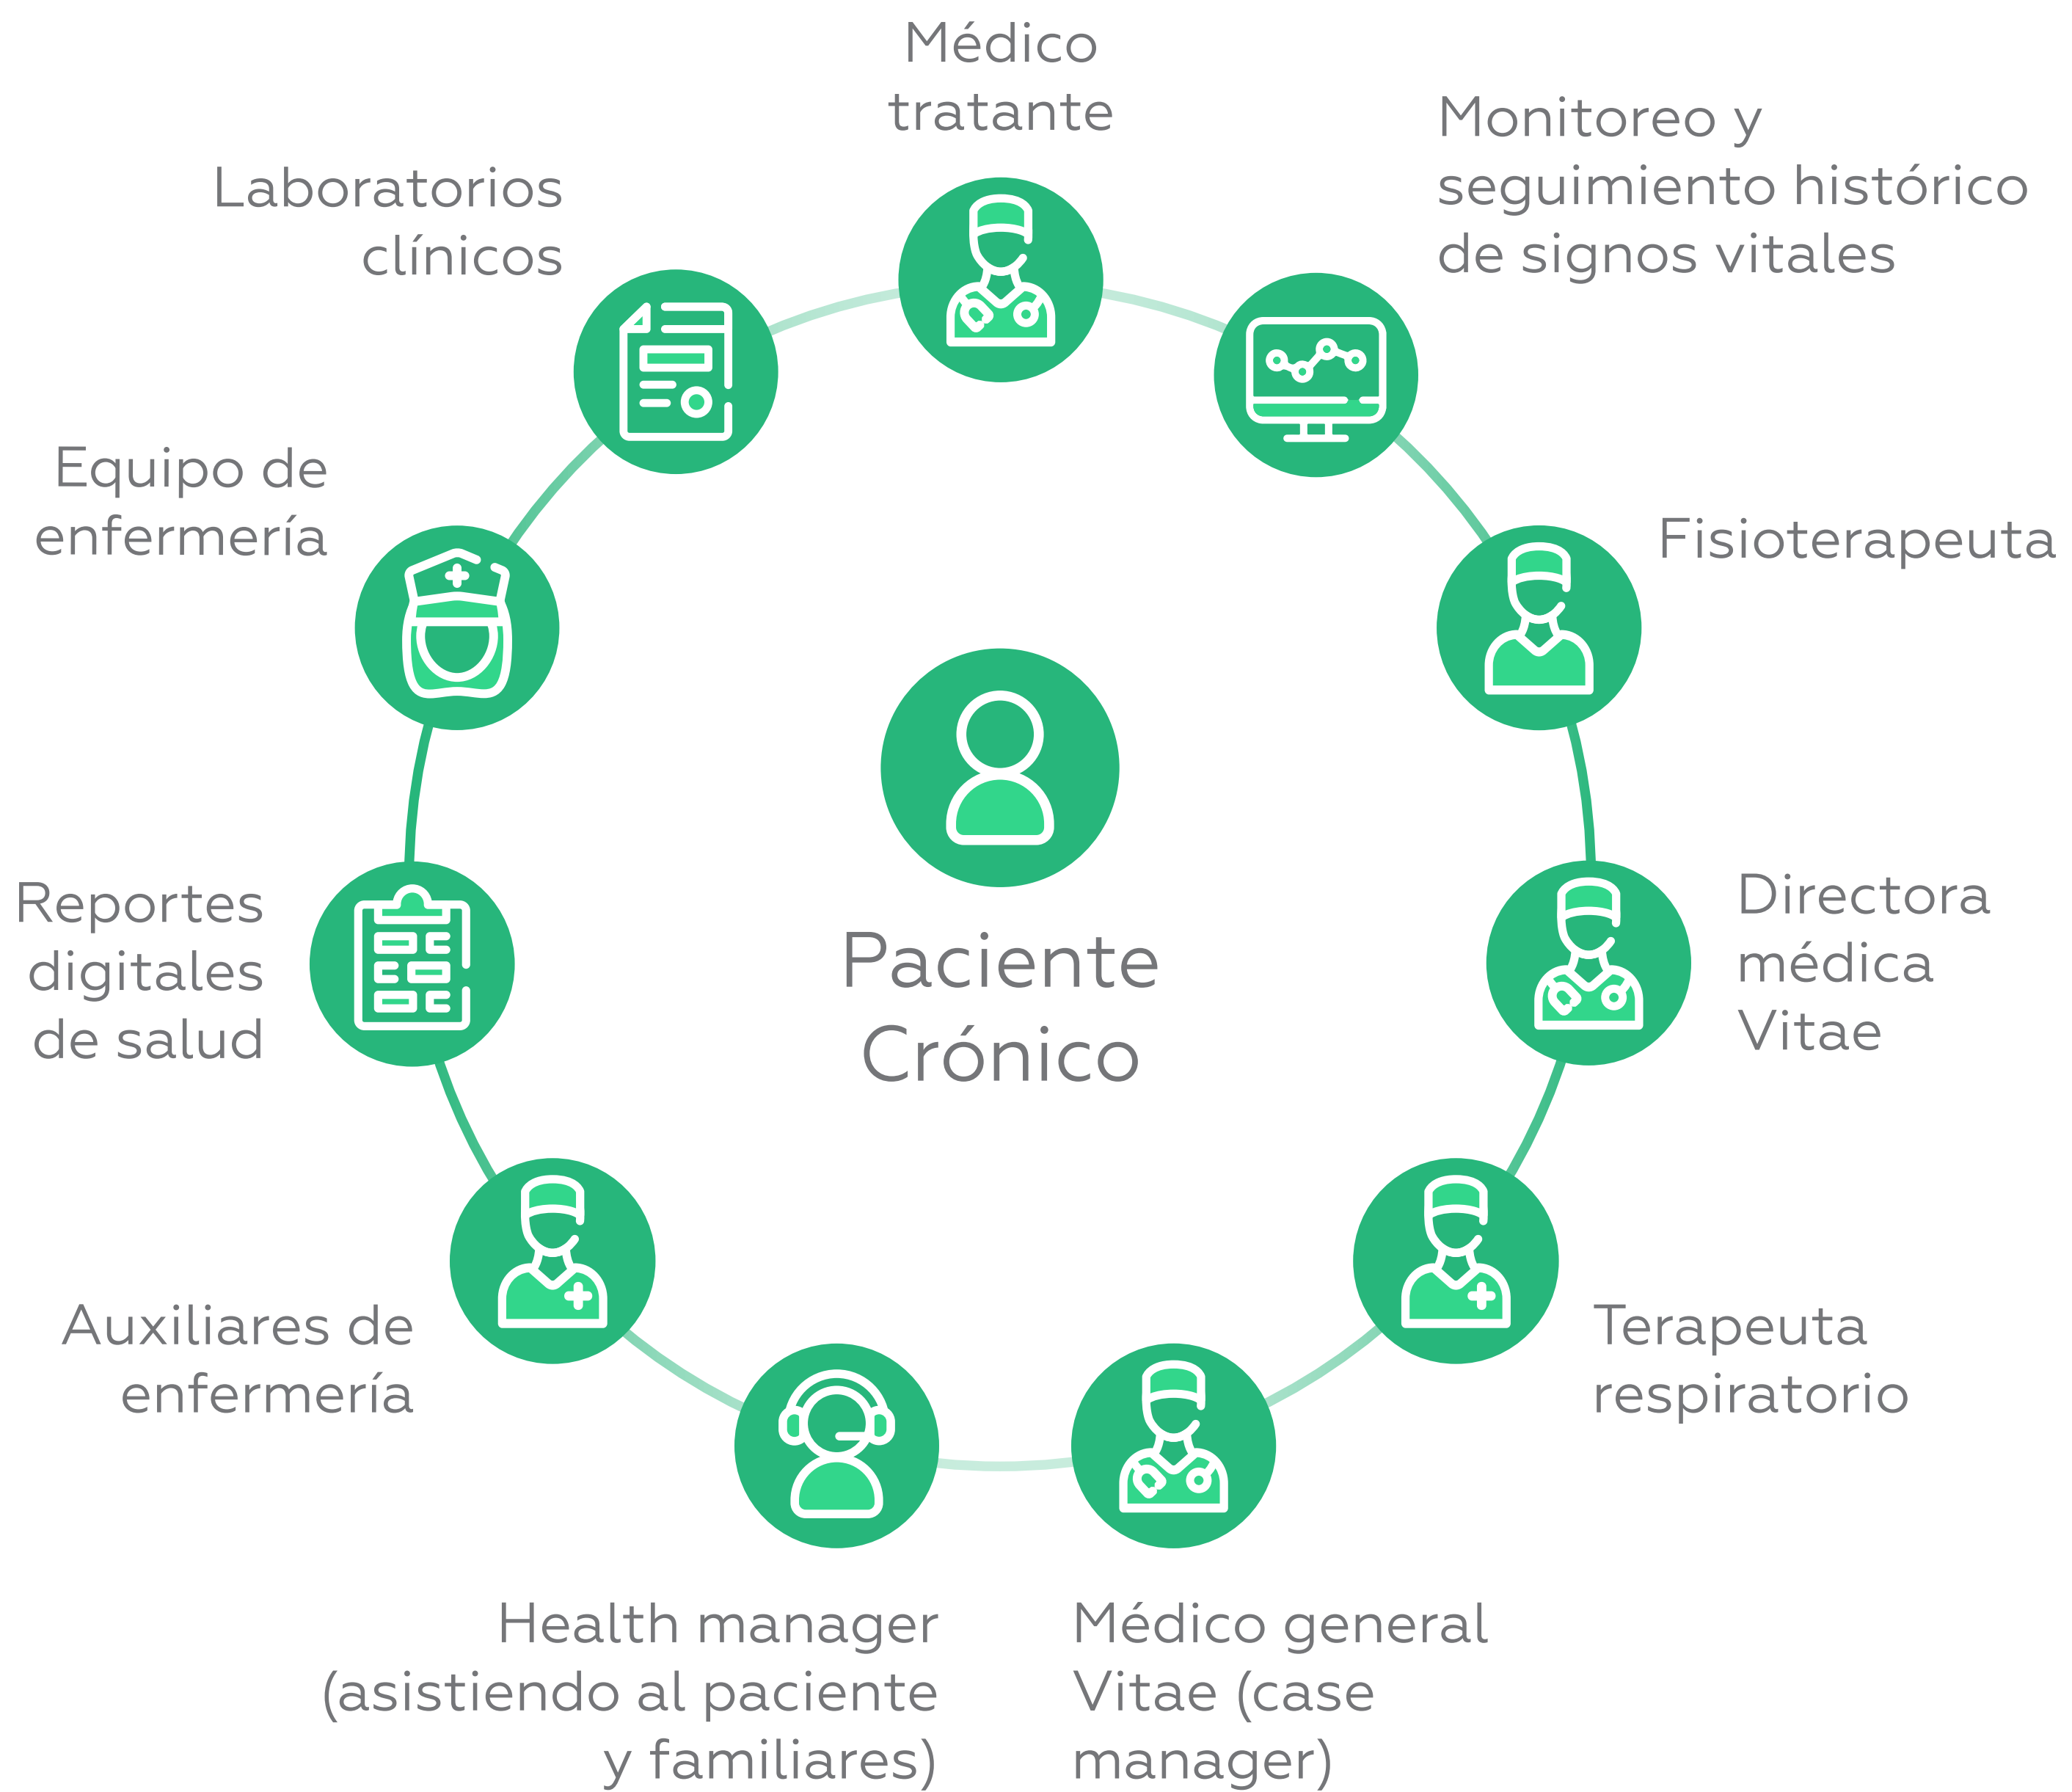 Médico
tratante
Monitoreo y
seguimiento histórico
de signos vitales
Laboratorios
clínicos
Equipo de
enfermería
Fisioterapeuta
Reportes
digitales
de salud
Paciente
Crónico
Directora
médica
Vitae
Auxiliares de
enfermería
Terapeuta
respiratorio
Health manager
(asistiendo al paciente
y familiares)
Médico general
Vitae (case
manager)